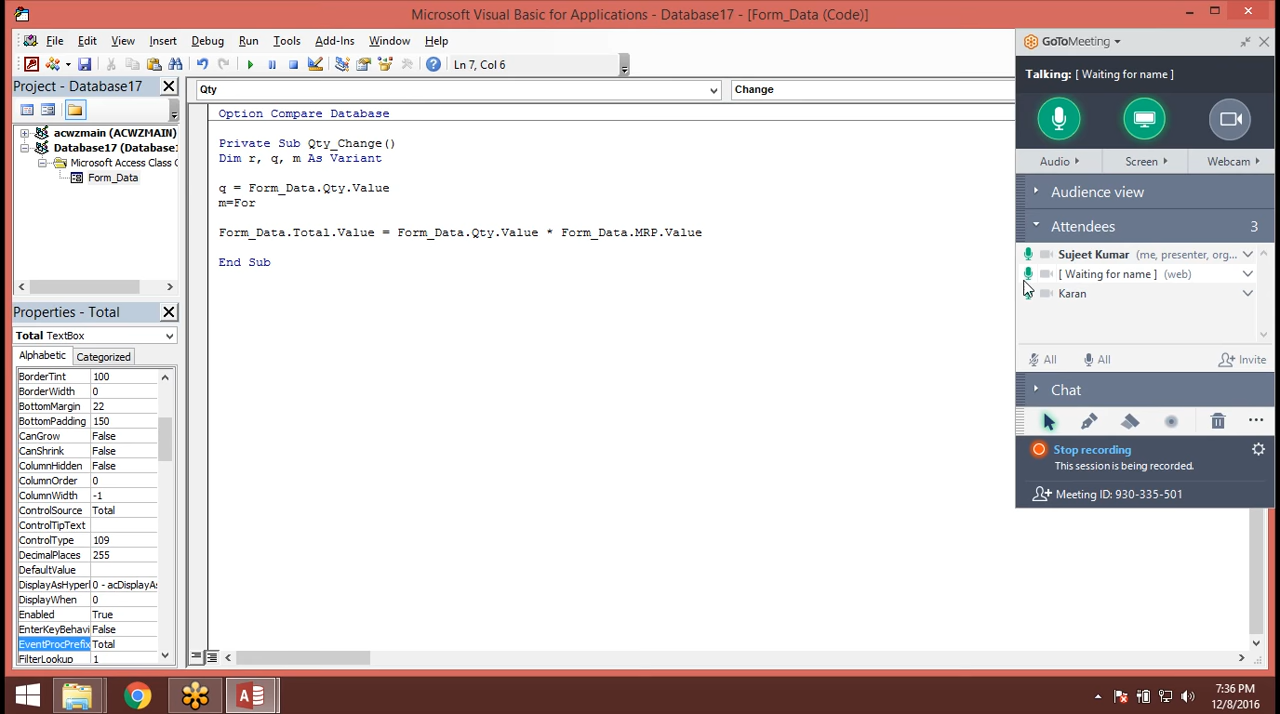 Microsoft Visual Basic for Applications - Database17 - [Form_Data (Code)]
File Edit View Insert Debug Run Tools Add-Ins Window Help
Ln 7, Col 6
Project - Database17
acwzmain (ACWZMAIN)
Database17 (Database1
Microsoft Access Class O
Form_Data
Properties - Total
Total TextBox
Alphabetic Categorized
BorderTint 100
BorderWidth 0
BottomMargin 22
BottomPadding 150
CanGrow False
CanShrink False
ColumnHidden False
ColumnOrder 0
ColumnWidth -1
ControlSource Total
ControlTipText
ControlType 109
DecimalPlaces 255
DefaultValue
DisplayAsHyperl 0 - acDisplayAs
DisplayWhen 0
Enabled True
EnterKeyBehavi False
EventProcPrefix Total
FilterLookup 1
Qty Change
Option Compare Database
Private Sub Qty_Change()
Dim r, q, m As Variant
q = Form_Data.Qty.Value
m=For
Form_Data.Total.Value = Form_Data.Qty.Value * Form_Data.MRP.Value
End Sub
GoToMeeting
Talking: [ Waiting for name ]
Audio Screen Webcam
Audience view
Attendees 3
Sujeet Kumar (me, presenter, org...
[ Waiting for name ] (web)
Karan
All All Invite
Chat
Stop recording
This session is being recorded.
Meeting ID: 930-335-501
7:36 PM
12/8/2016